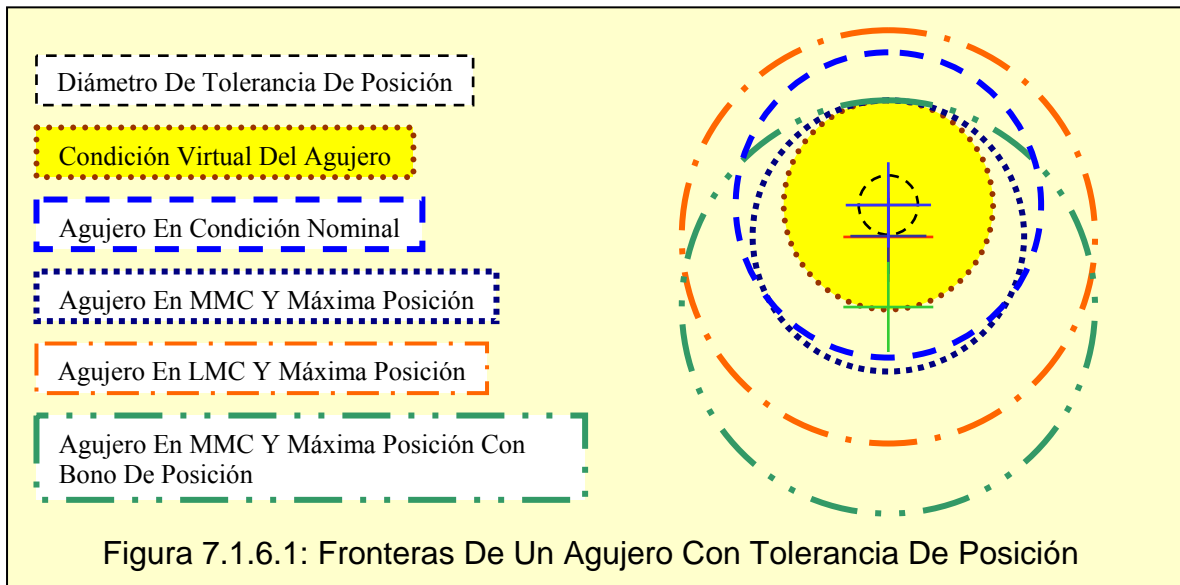 Diámetro De Tolerancia De Posición
Condición Virtual Del Agujero
Agujero En Condición Nominal
Agujero En MMC Y Máxima Posición
Agujero En LMC Y Máxima Posición
Agujero En MMC Y Máxima Posición Con
Bono De Posición
Figura 7.1.6.1: Fronteras De Un Agujero Con Tolerancia De Posición